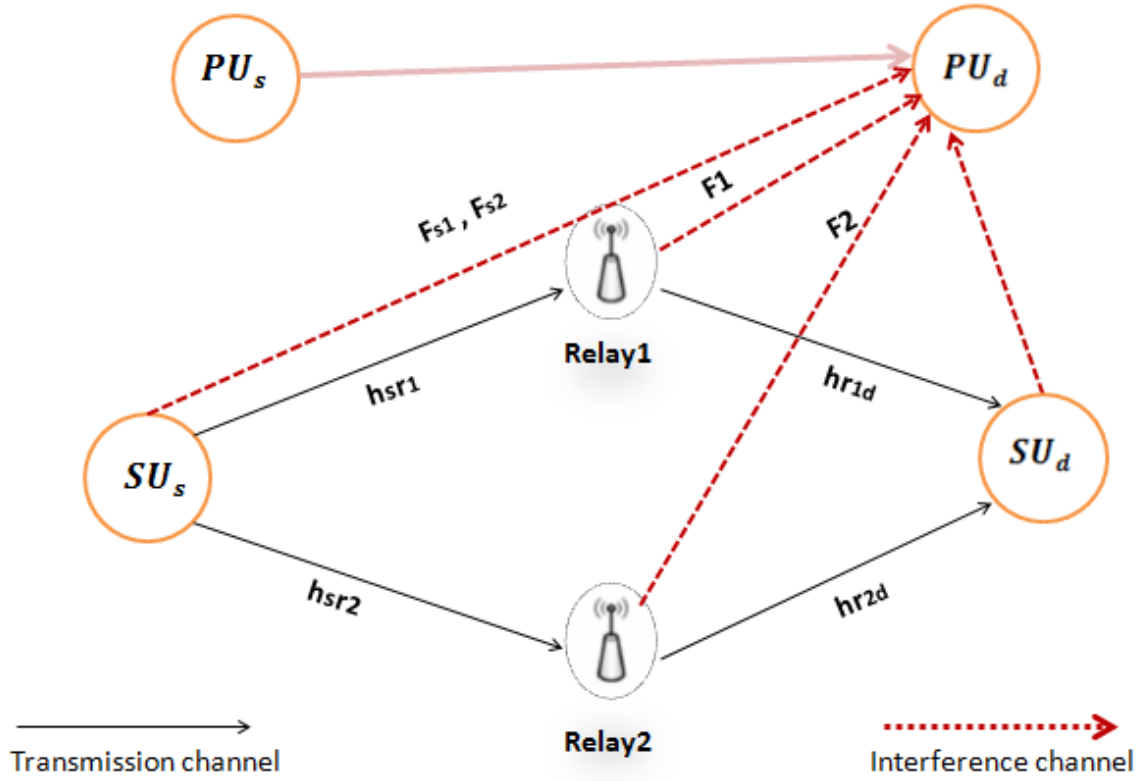 PUs
PUd
Fs1 , Fs2
F1
F2
Relay1
hsr1
hr1d
SUs
SUd
hsr2
hr2d
Relay2
Transmission channel
Interference channel